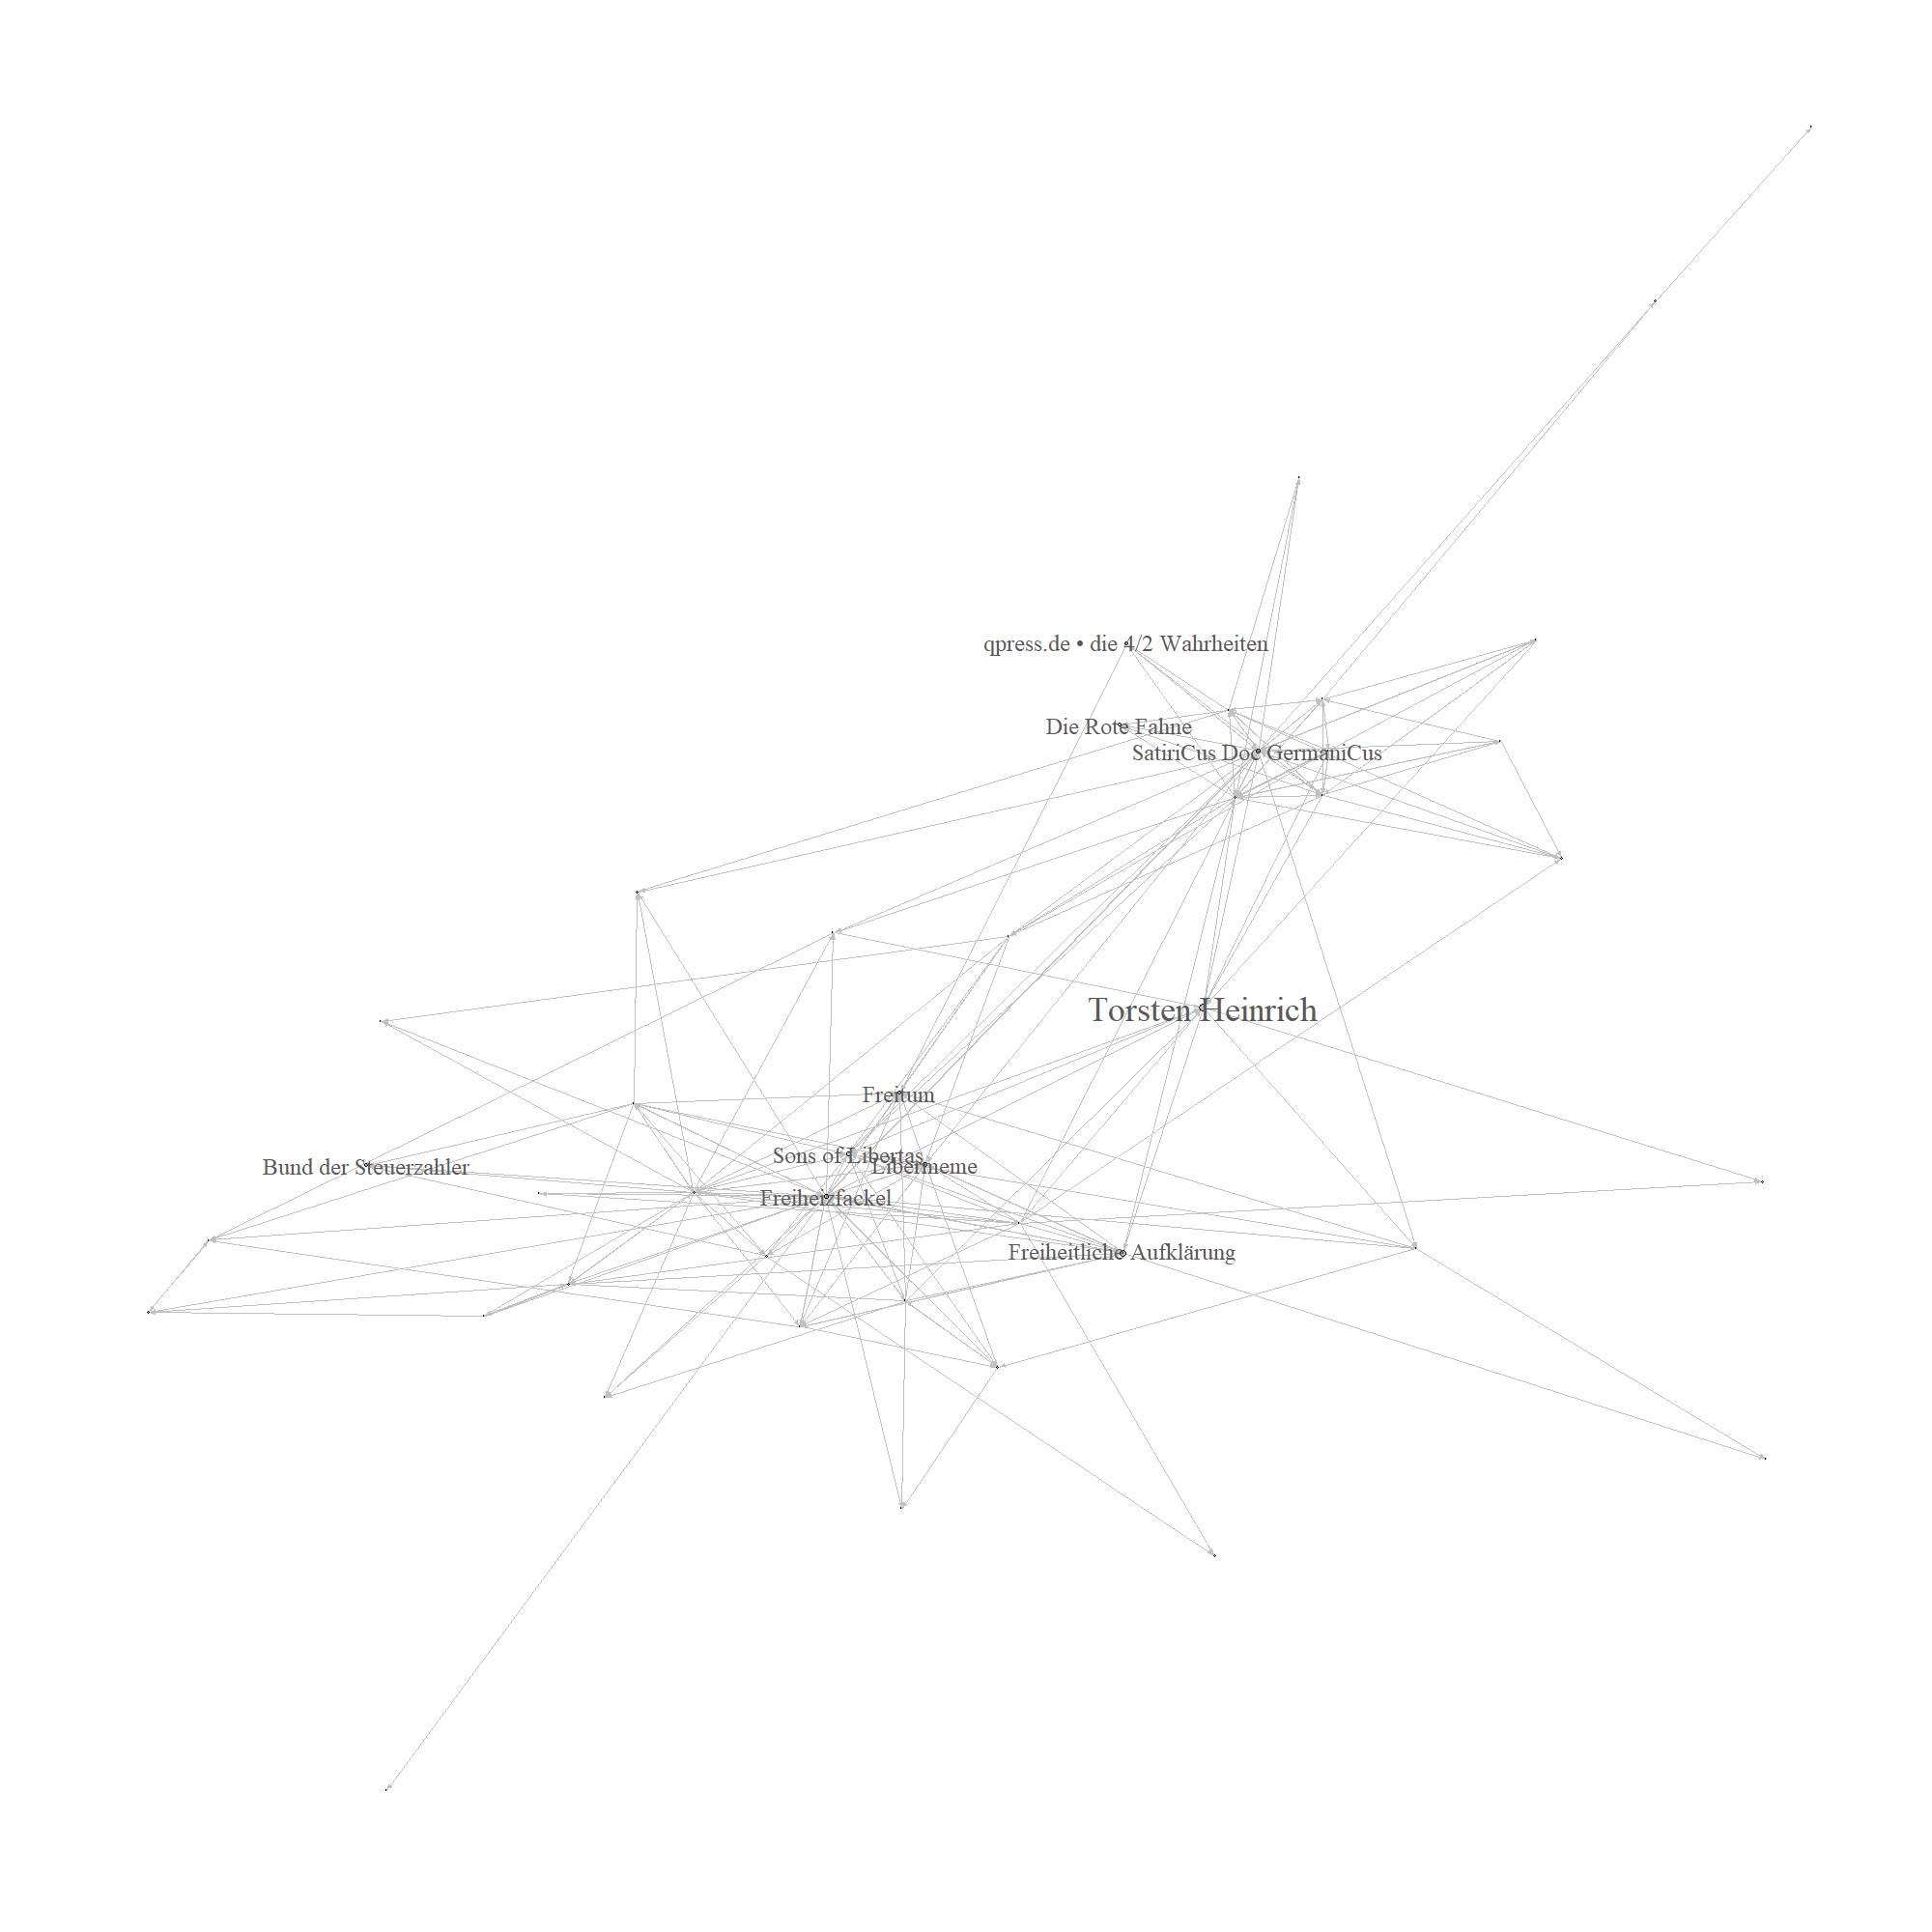 qpress.de • die 4/2 Wahrheiten
Die Rote Fahne
SatiriCus Doc GermaniCus
Torsten Heinrich
Freitum
Sons of Libertas
Libermeme
Bund der Steuerzahler
Freiherzfackel
Freiheitliche Aufklärung